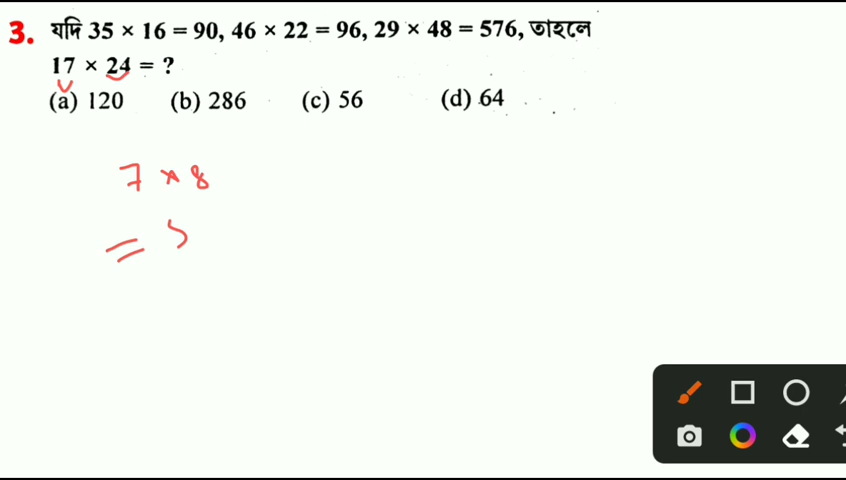 3. যদি 35 × 16 = 90, 46 × 22 = 96, 29 × 48 = 576, তাহলে
17 × 24 = ?
(a) 120 (b) 286 (c) 56 (d) 64
7 × 8
=